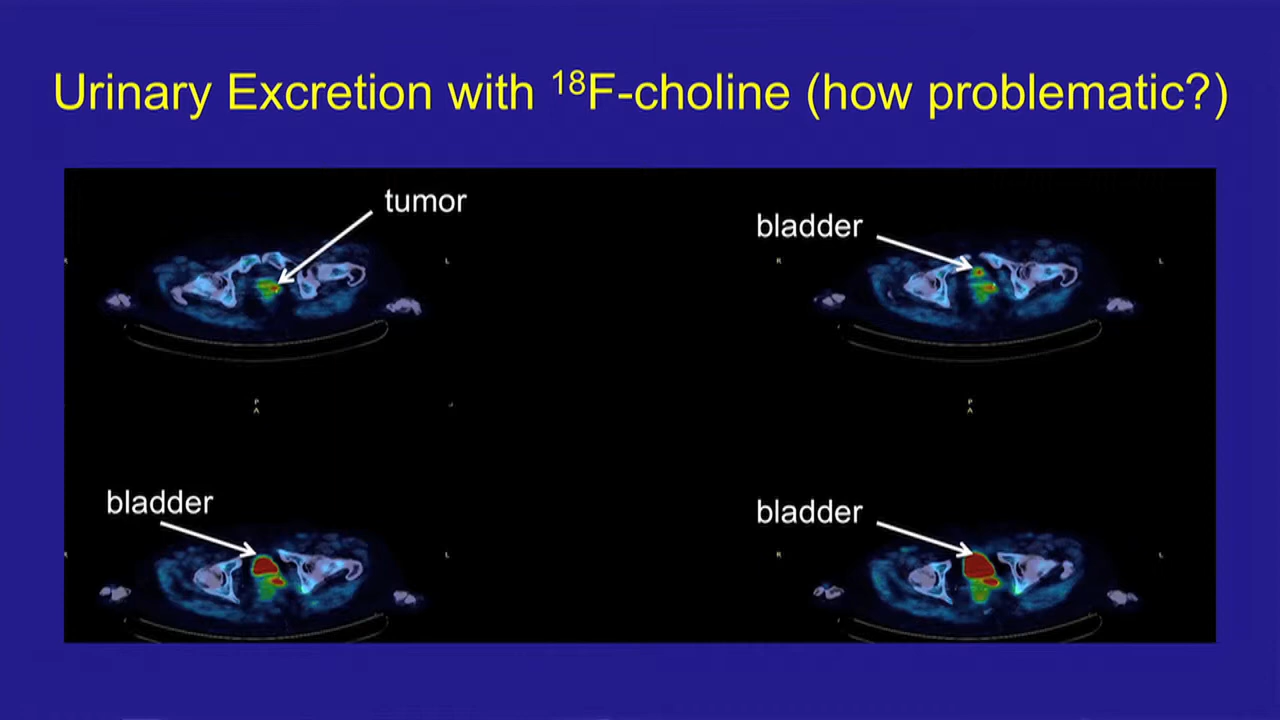 Urinary Excretion with ¹⁸F-choline (how problematic?)
tumor
bladder
R
L
R
L
P
A
P
A
bladder
bladder
R
L
R
L